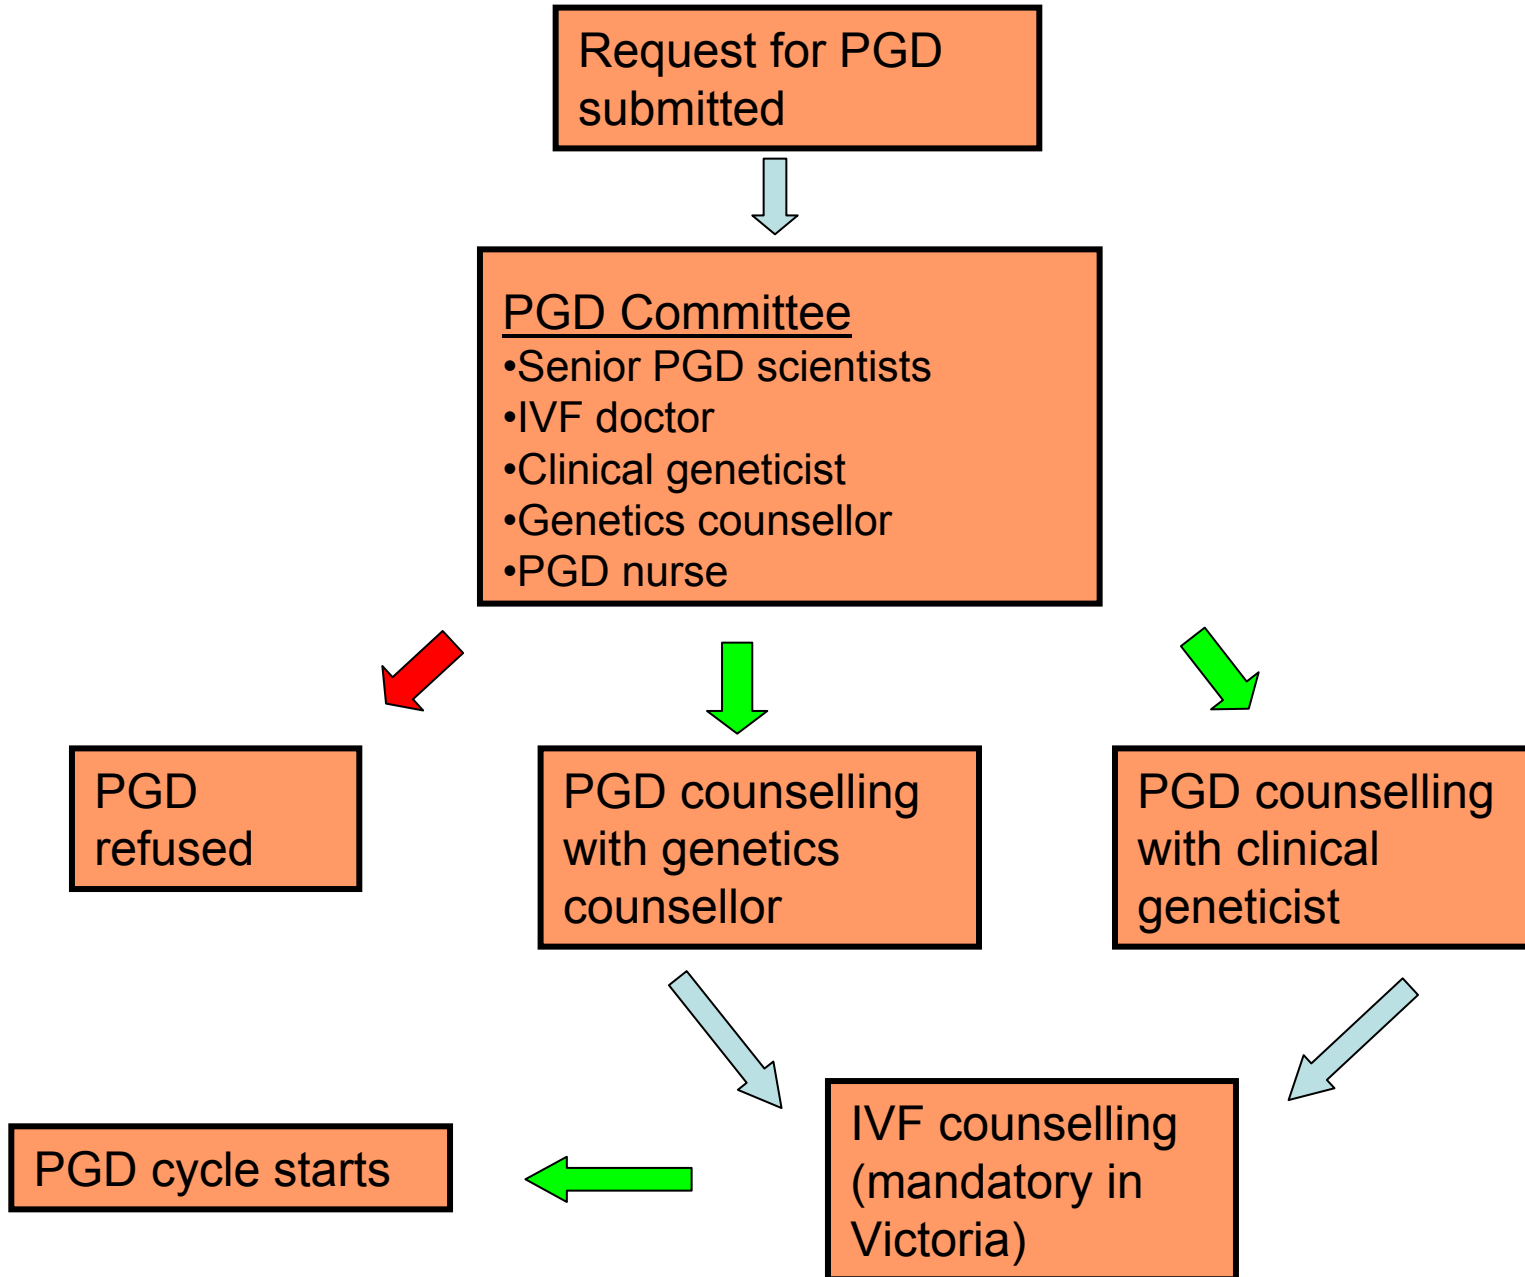 Request for PGD
submitted
PGD Committee
•Senior PGD scientists
•IVF doctor
•Clinical geneticist
•Genetics counsellor
•PGD nurse
PGD
refused
PGD counselling
with genetics
counsellor
PGD counselling
with clinical
geneticist
IVF counselling
(mandatory in
Victoria)
PGD cycle starts